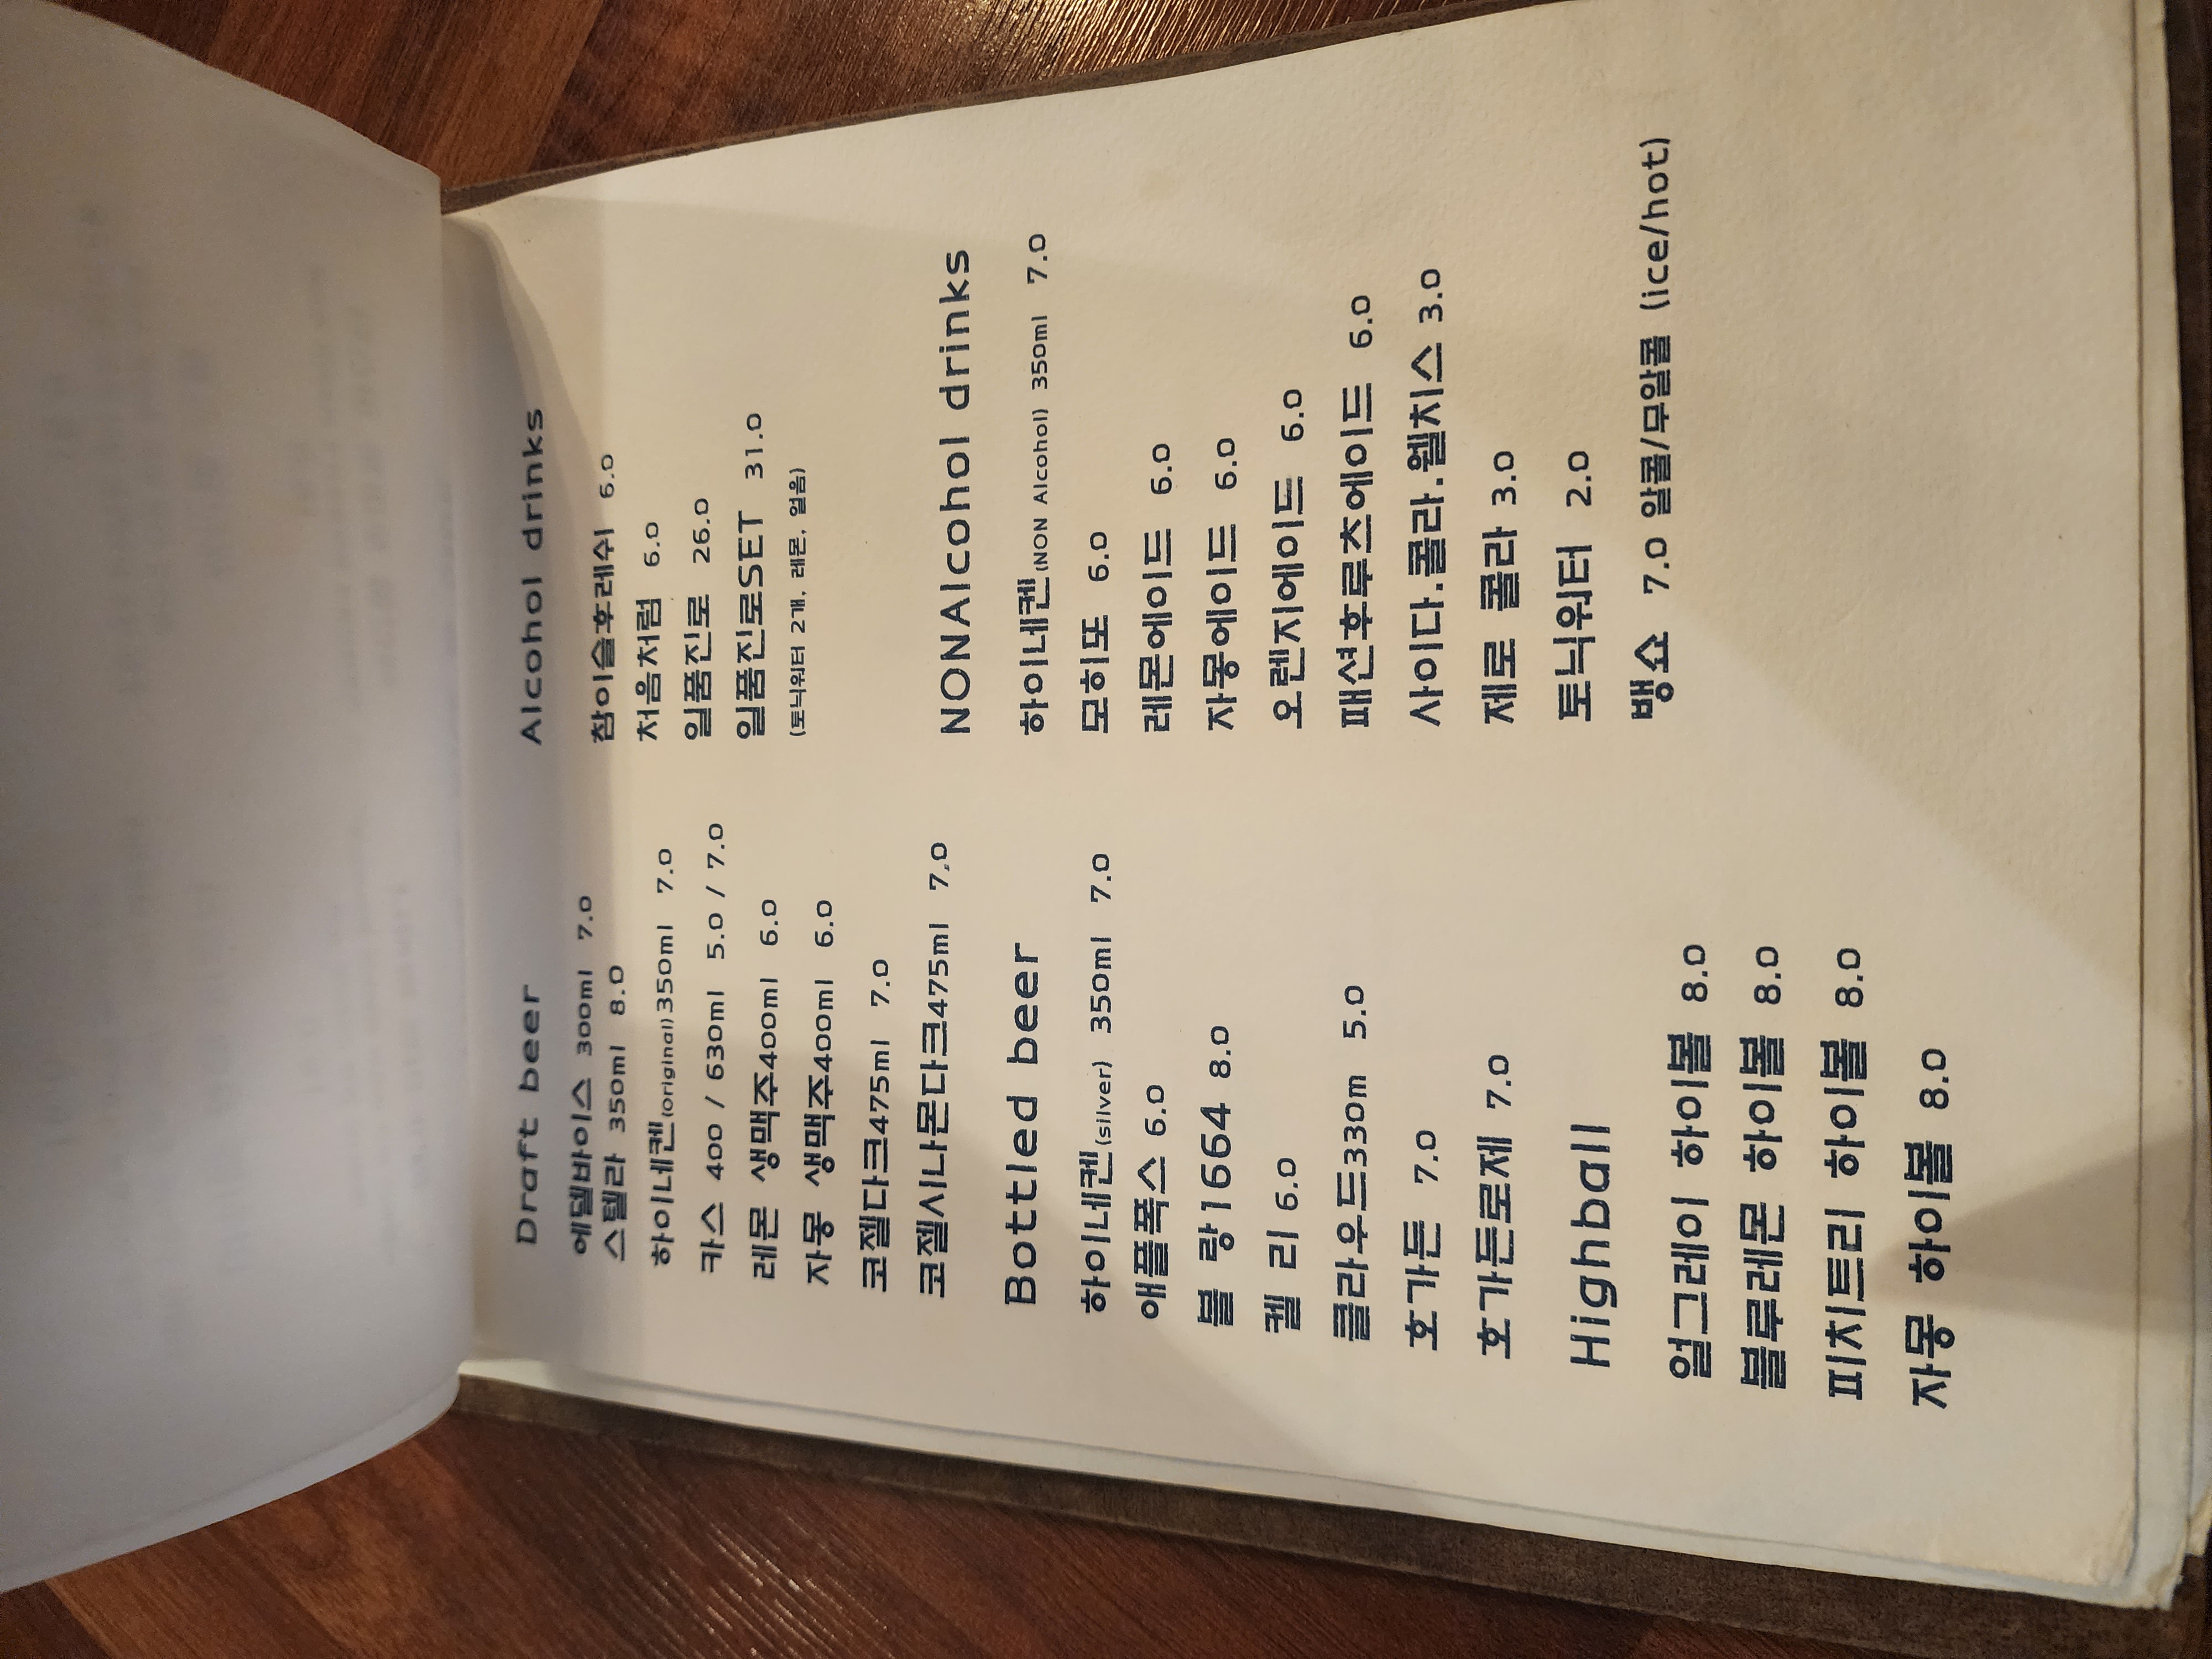 Draft beer
에델바이스 300ml 7.0
스텔라 350ml 8.0
하이네켄(original)350ml 7.0
카스 400 / 630ml 5.0 / 7.0
레몬 생맥주400ml 6.0
자몽 생맥주400ml 6.0
코젤다크475ml 7.0
코젤시나몬다크475ml 7.0
Bottled beer
하이네켄(silver) 350ml 7.0
애플폭스 6.0
블 랑1664 8.0
켈 리 6.0
클라우드330m 5.0
호가든 7.0
호가든로제 7.0
Highball
얼그레이 하이볼 8.0
블루레몬 하이볼 8.0
피치트리 하이볼 8.0
자몽 하이볼 8.0
Alcohol drinks
참이슬후레쉬 6.0
처음처럼 6.0
일품진로 26.0
일품진로SET 31.0
(토닉워터 2개, 레몬, 얼음)
NONAlcohol drinks
하이네켄(NON Alcohol) 350ml 7.0
모히또 6.0
레몬에이드 6.0
자몽에이드 6.0
오렌지에이드 6.0
패션후루츠에이드 6.0
사이다.콜라.웰치스 3.0
제로 콜라 3.0
토닉워터 2.0
뱅쇼 7.0 알콜/무알콜 (ice/hot)